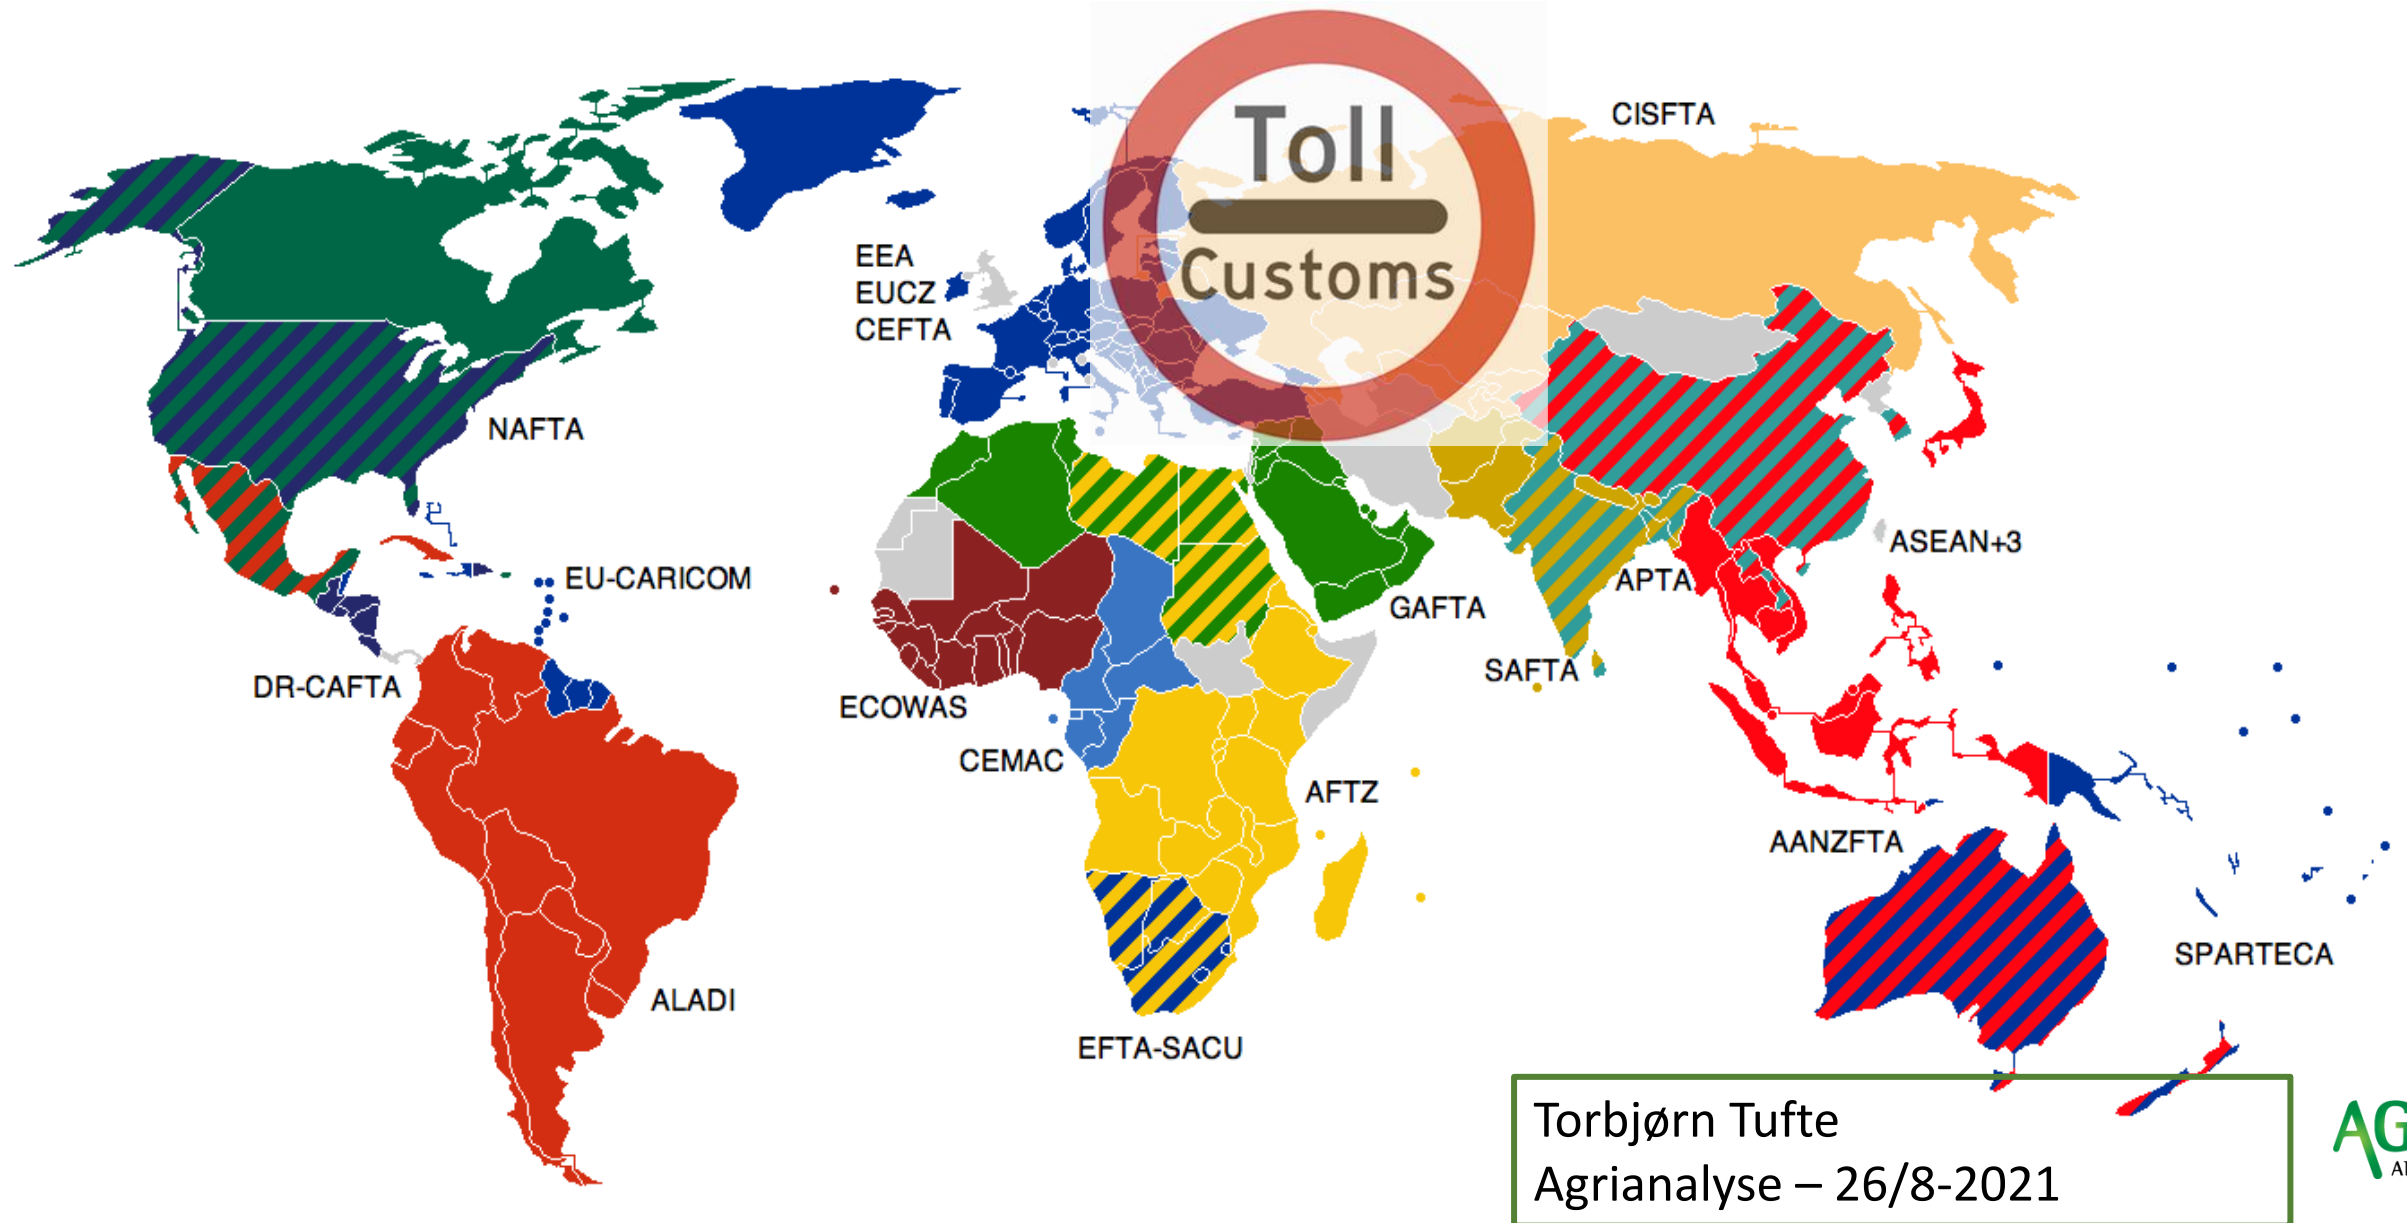 Toll
Customs
CISFTA
EEA
EUCZ
CEFTA
NAFTA
EU-CARICOM
DR-CAFTA
ALADI
ECOWAS
CEMAC
AFTZ
EFTA-SACU
GAFTA
SAFTA
APTA
ASEAN+3
AANZFTA
SPARTECA
Torbjørn Tufte
Agrianalyse – 26/8-2021